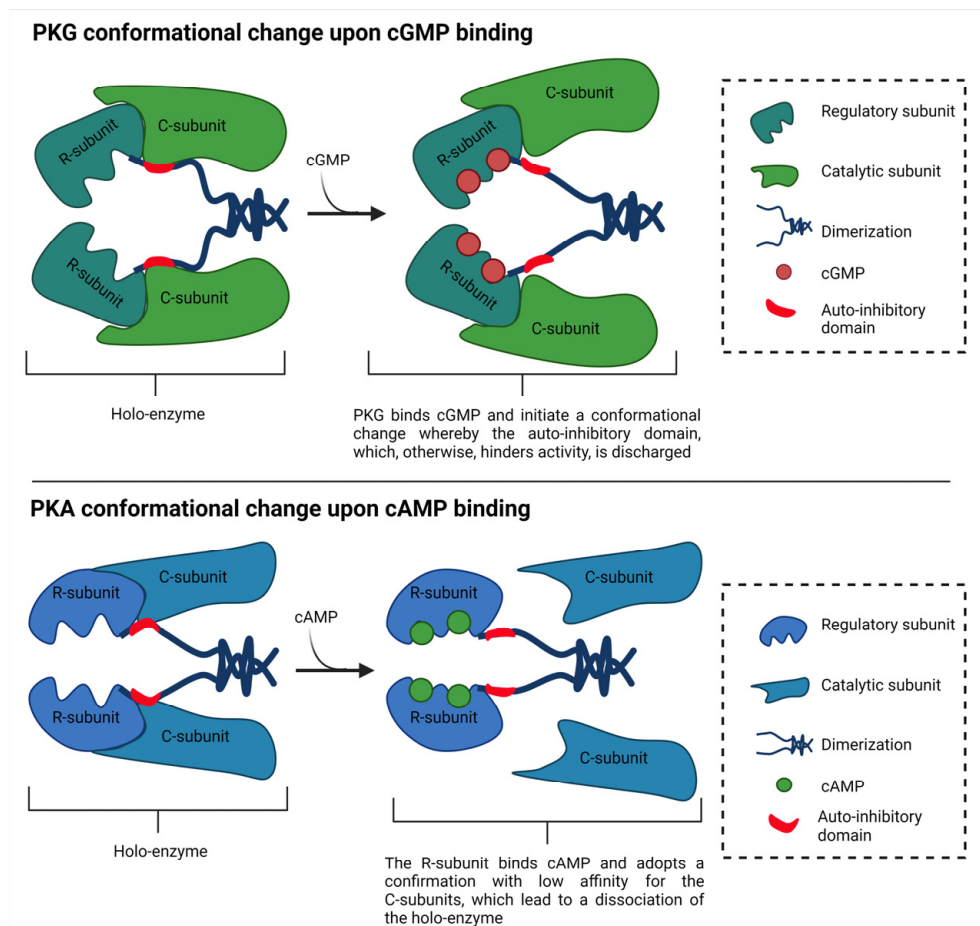 PKG conformational change upon cGMP binding
R-subunit
C-subunit
cGMP
R-subunit
C-subunit
R-subunit
C-subunit
R-subunit
C-subunit
Holo-enzyme
PKG binds cGMP and initiate a conformational
change whereby the auto-inhibitory domain,
which, otherwise, hinders activity, is discharged
Regulatory subunit
Catalytic subunit
Dimerization
cGMP
Auto-inhibitory
domain
PKA conformational change upon cAMP binding
R-subunit
C-subunit
cAMP
R-subunit
C-subunit
R-subunit
C-subunit
R-subunit
C-subunit
Holo-enzyme
The R-subunit binds cAMP and adopts a
confirmation with low affinity for the
C-subunits, which lead to a dissociation of
the holo-enzyme
Regulatory subunit
Catalytic subunit
Dimerization
cAMP
Auto-inhibitory
domain